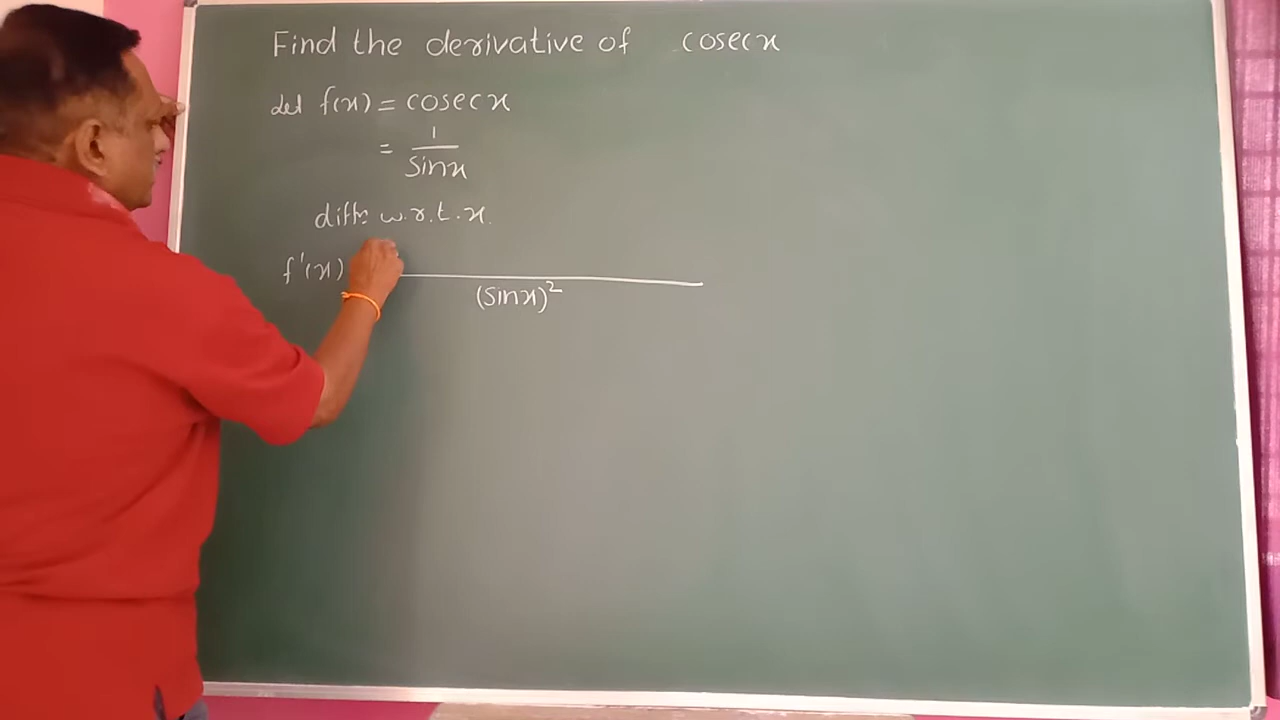 Find the derivative of cosecx
Let f(x) = cosecx
= 1/sinx
diff: w.r.t.x.
f'(x)
(sinx)²